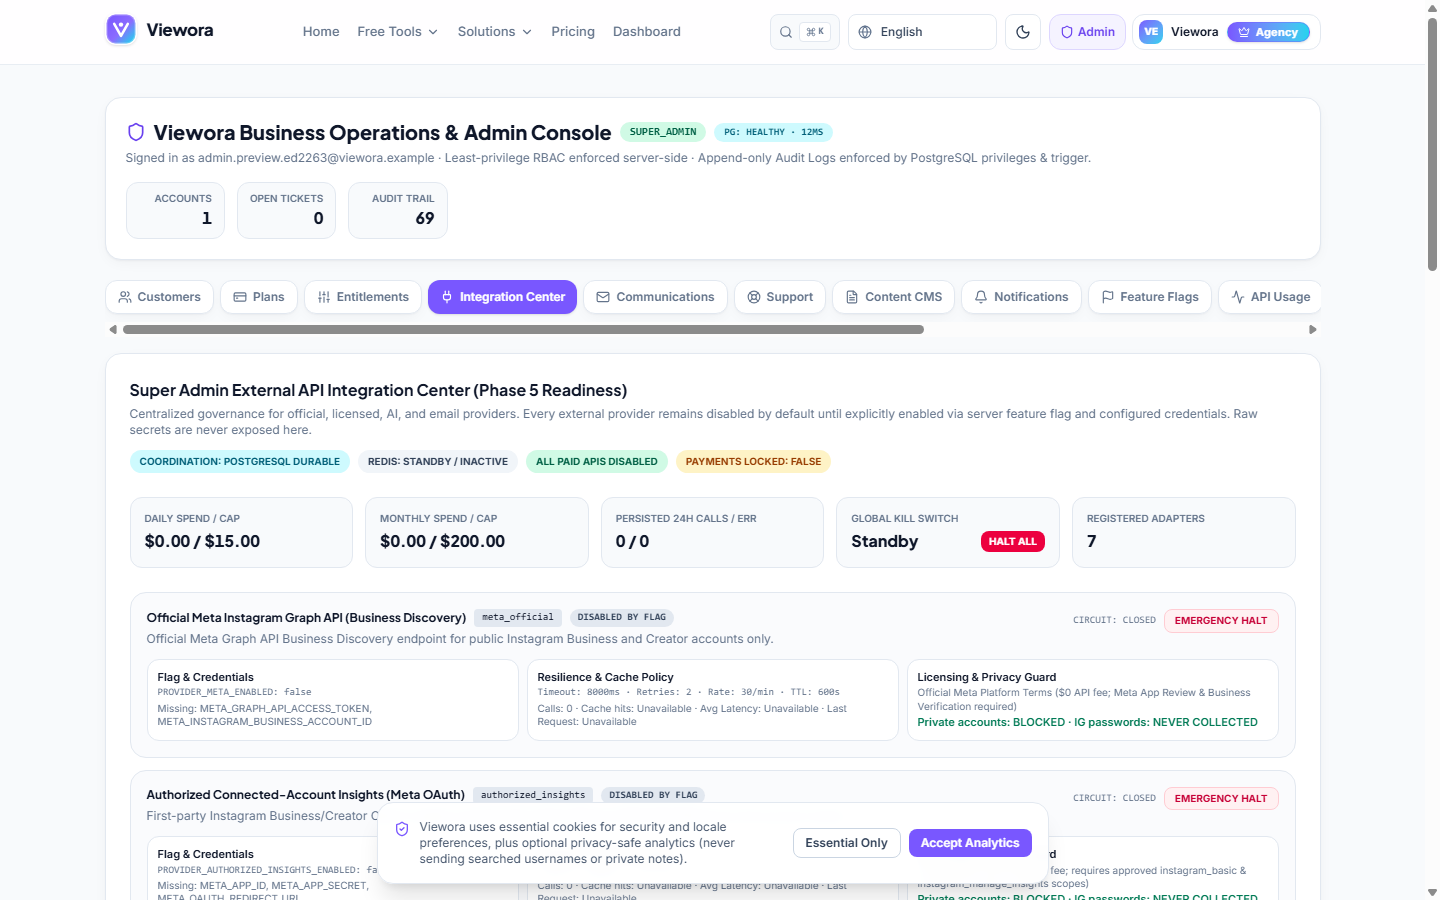 Viewora
Home
Free Tools
Solutions
Pricing
Dashboard
⌘K
English
Admin
VE
Viewora
Agency
Viewora Business Operations & Admin Console
SUPER_ADMIN
PG: HEALTHY · 12MS
Signed in as admin.preview.ed2263@viewora.example · Least-privilege RBAC enforced server-side · Append-only Audit Logs enforced by PostgreSQL privileges & trigger.
ACCOUNTS
1
OPEN TICKETS
0
AUDIT TRAIL
69
Customers
Plans
Entitlements
Integration Center
Communications
Support
Content CMS
Notifications
Feature Flags
API Usage
Super Admin External API Integration Center (Phase 5 Readiness)
Centralized governance for official, licensed, AI, and email providers. Every external provider remains disabled by default until explicitly enabled via server feature flag and configured credentials. Raw
secrets are never exposed here.
COORDINATION: POSTGRESQL DURABLE
REDIS: STANDBY / INACTIVE
ALL PAID APIS DISABLED
PAYMENTS LOCKED: FALSE
DAILY SPEND / CAP
$0.00 / $15.00
MONTHLY SPEND / CAP
$0.00 / $200.00
PERSISTED 24H CALLS / ERR
0 / 0
GLOBAL KILL SWITCH
Standby
HALT ALL
REGISTERED ADAPTERS
7
Official Meta Instagram Graph API (Business Discovery)
meta_official
DISABLED BY FLAG
CIRCUIT: CLOSED
EMERGENCY HALT
Official Meta Graph API Business Discovery endpoint for public Instagram Business and Creator accounts only.
Flag & Credentials
PROVIDER_META_ENABLED: false
Missing: META_GRAPH_API_ACCESS_TOKEN,
META_INSTAGRAM_BUSINESS_ACCOUNT_ID
Resilience & Cache Policy
Timeout: 8000ms · Retries: 2 · Rate: 30/min · TTL: 600s
Calls: 0 · Cache hits: Unavailable · Avg Latency: Unavailable · Last
Request: Unavailable
Licensing & Privacy Guard
Official Meta Platform Terms ($0 API fee; Meta App Review & Business
Verification required)
Private accounts: BLOCKED · IG passwords: NEVER COLLECTED
Authorized Connected-Account Insights (Meta OAuth)
authorized_insights
DISABLED BY FLAG
CIRCUIT: CLOSED
EMERGENCY HALT
First-party Instagram Business/Creator
Flag & Credentials
PROVIDER_AUTHORIZED_INSIGHTS_ENABLED:
Missing: META_APP_ID, META_APP_SECRET,
META_OAUTH_REDIRECT_URI
Calls: 0 · Cache hits: Unavailable · Avg Latency: Unavailable · Last
Request: Unavailable
fee; requires approved instagram_basic &
instagram_manage_insights scopes)
Private accounts: BLOCKED · IG passwords: NEVER COLLECTED
Viewora uses essential cookies for security and locale
preferences, plus optional privacy-safe analytics (never
sending searched usernames or private notes).
Essential Only
Accept Analytics